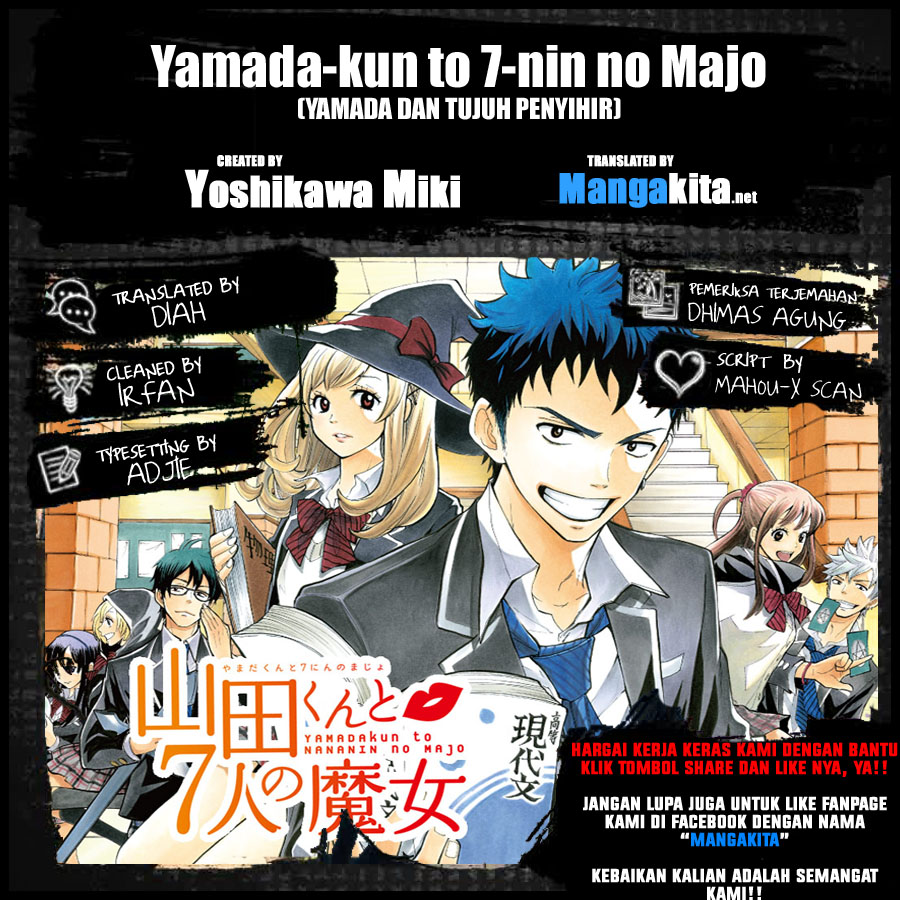 Yamada-kun to 7-nin no Majo
(YAMADA DAN TUJUH PENYIHIR)
CREATED BY
Yoshikawa Miki
TRANSLATED BY
Mangakita.net
TRANSLATED BY
DIAH
CLEANED BY
IRFAN
TYPESETTING BY
ADJIE
PEMERIKSA TERJEMAHAN
DHIMAS AGUNG
SCRIPT BY
MAHOU-X SCAN
物理
やまだくんと7にんのまじょ
山田くんと
YAMADAKUN TO
NANANIN NO MAJO
7人の魔女
高等
現代文
HARGAI KERJA KERAS KAMI DENGAN BANTU
KLIK TOMBOL SHARE DAN LIKE NYA, YA!!
JANGAN LUPA JUGA UNTUK LIKE FANPAGE
KAMI DI FACEBOOK DENGAN NAMA
“MANGAKITA”
KEBAIKAN KALIAN ADALAH SEMANGAT
KAMI!!